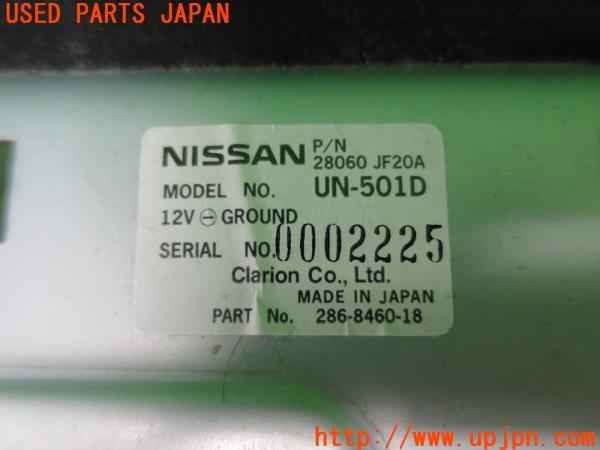 USED PARTS JAPAN
NISSAN P/N 28060 JF20A
MODEL NO. UN-501D
12V ⊖ GROUND
SERIAL NO. 0002225
Clarion Co., Ltd.
MADE IN JAPAN
PART No. 286-8460-18
http://www.upjpn.com